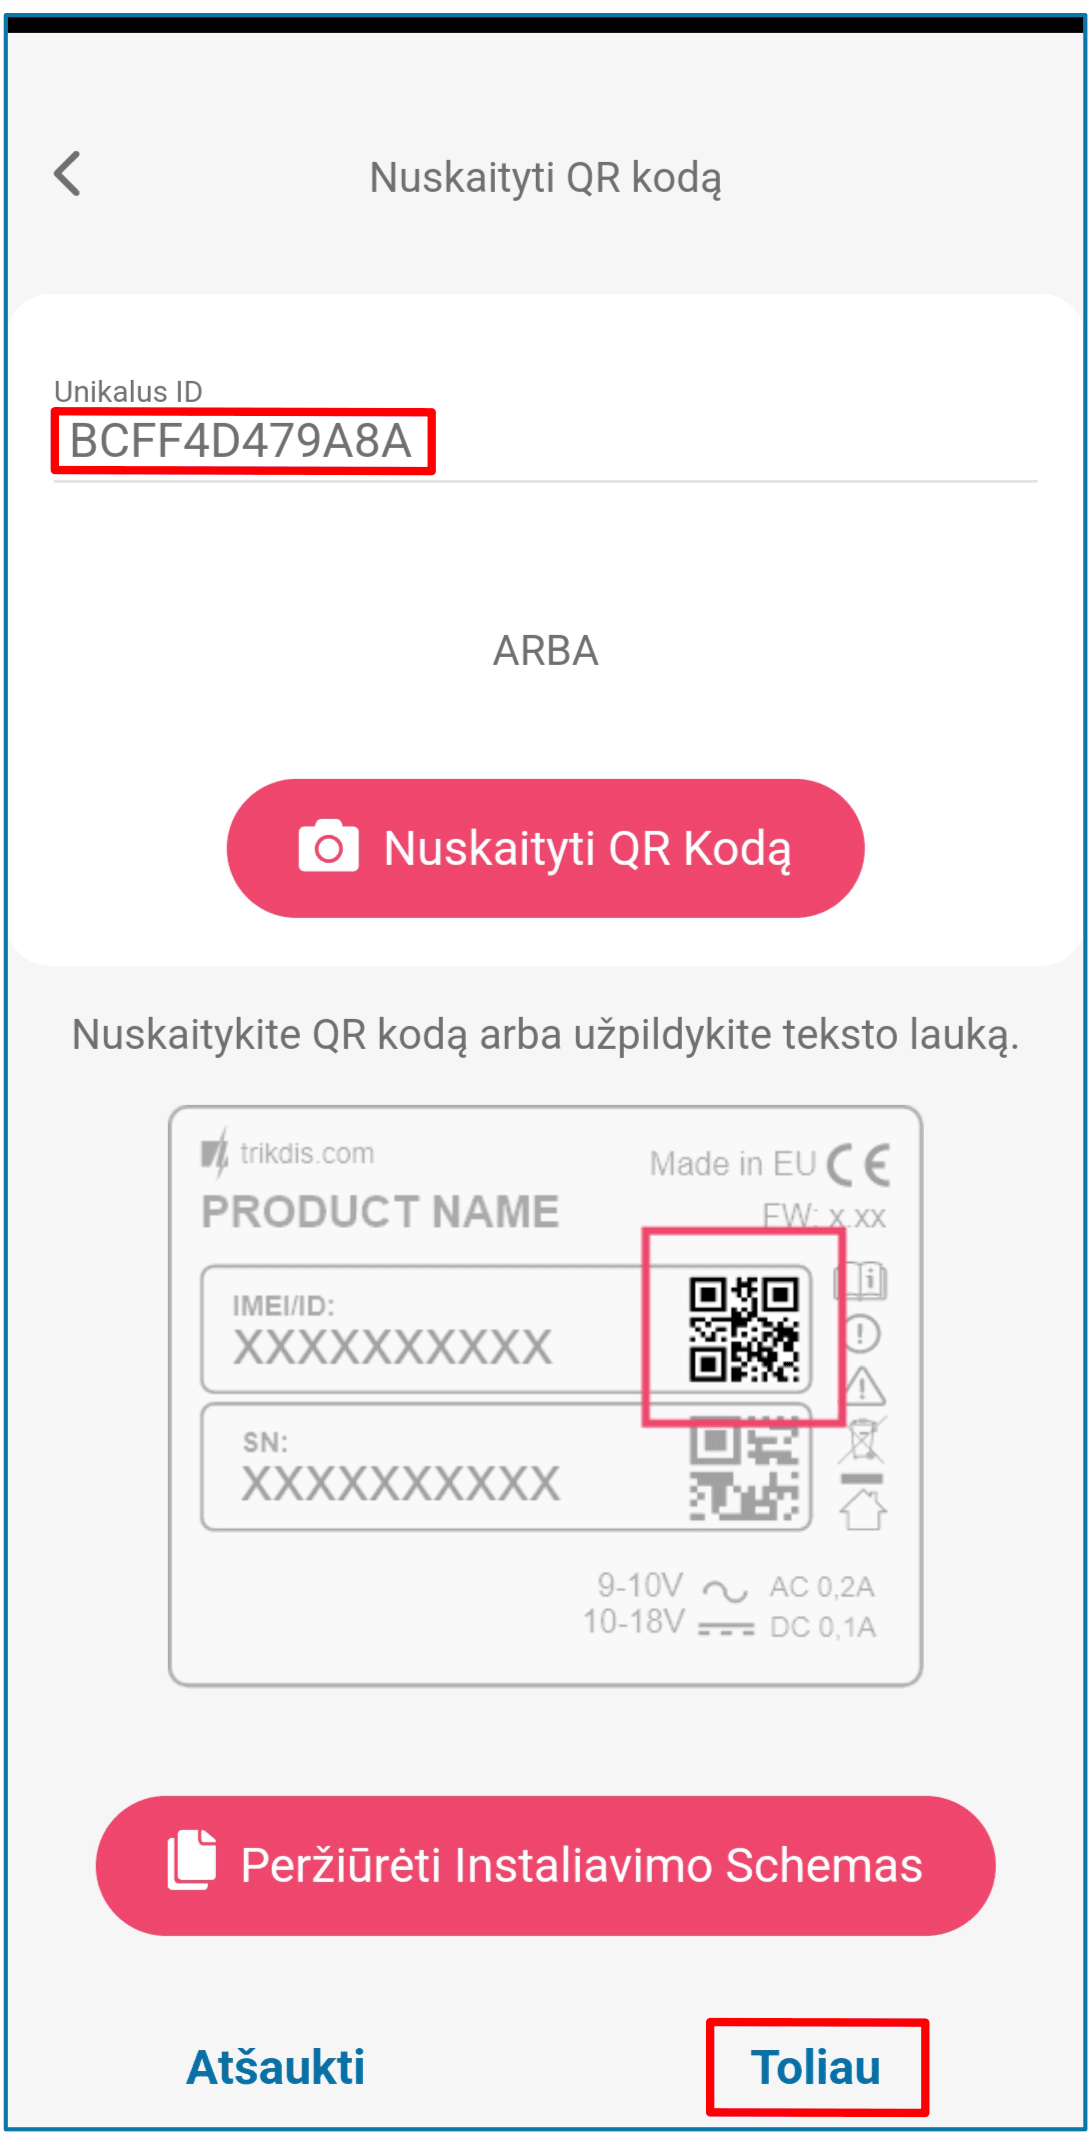 Nuskaityti QR kodą
Unikalus ID
BCFF4D479A8A
ARBA
Nuskaityti QR Kodą
Nuskaitykite QR kodą arba užpildykite teksto lauką.
trikdis.com
Made in EU CE
PRODUCT NAME
FW: x.xx
IMEI/ID:
XXXXXXXXXX
SN:
XXXXXXXXXX
9-10V AC 0,2A
10-18V DC 0,1A
Peržiūrėti Instaliavimo Schemas
Atšaukti Toliau